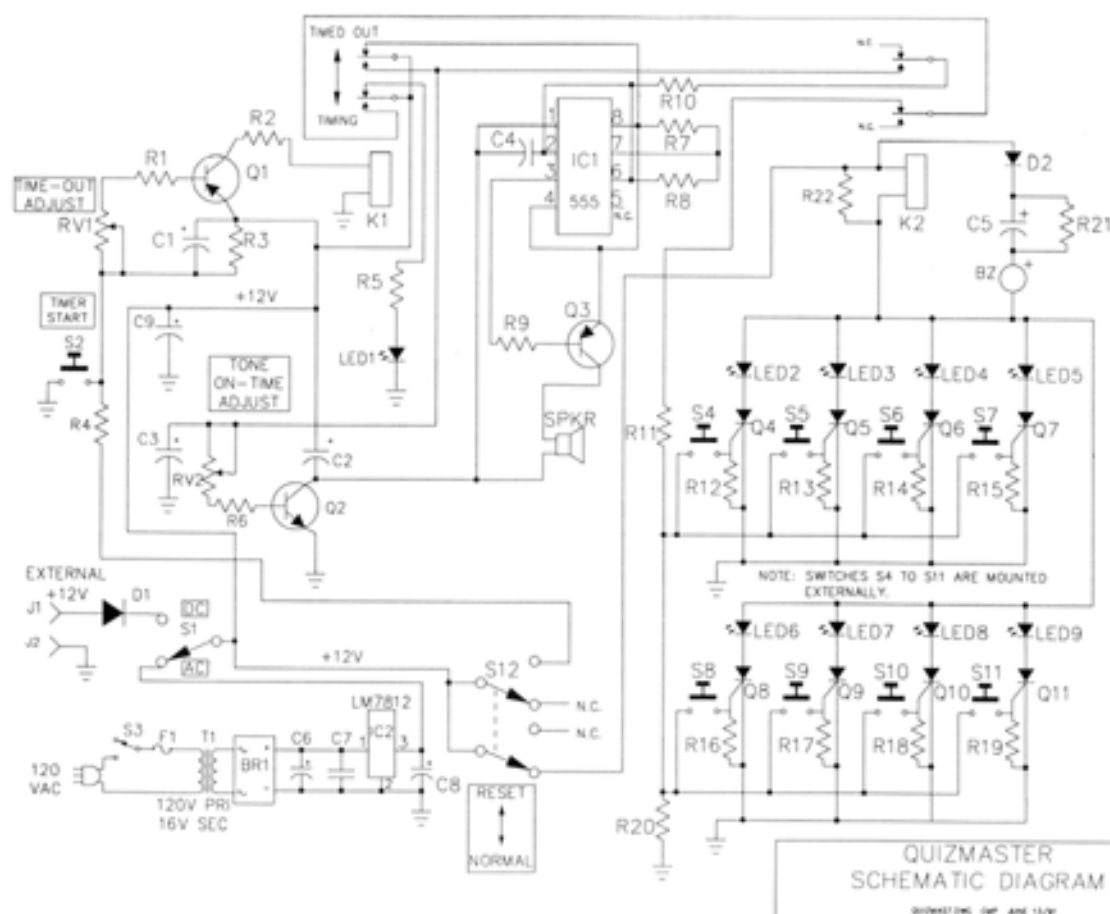 TIMED OUT
TIMING
N.C.
N.C.
R10
R2
R1
Q1
K1
C4
1
2
3
4
8
7
6
5
IC1
555
N.C.
R7
R8
D2
R22
K2
C5
R21
BZ
TIME-OUT
ADJUST
RV1
C1
R3
+12V
R5
LED1
TIMER
START
S2
C9
R4
TONE
ON-TIME
ADJUST
C3
RV2
C2
R6
Q2
R9
Q3
SPKR
R11
LED2
LED3
LED4
LED5
S4
S5
S6
S7
Q4
Q5
Q6
Q7
R12
R13
R14
R15
NOTE: SWITCHES S4 TO S11 ARE MOUNTED
EXTERNALLY.
EXTERNAL
+12V
J1
D1
DC
S1
J2
AC
+12V
S12
N.C.
N.C.
LED6
LED7
LED8
LED9
S8
S9
S10
S11
Q8
Q9
Q10
Q11
R16
R17
R18
R19
R20
S3
F1
T1
BR1
+
-
C6
C7
LM7812
IC2
1
3
2
C8
120
VAC
120V PRI
16V SEC
RESET
NORMAL
QUIZMASTER
SCHEMATIC DIAGRAM